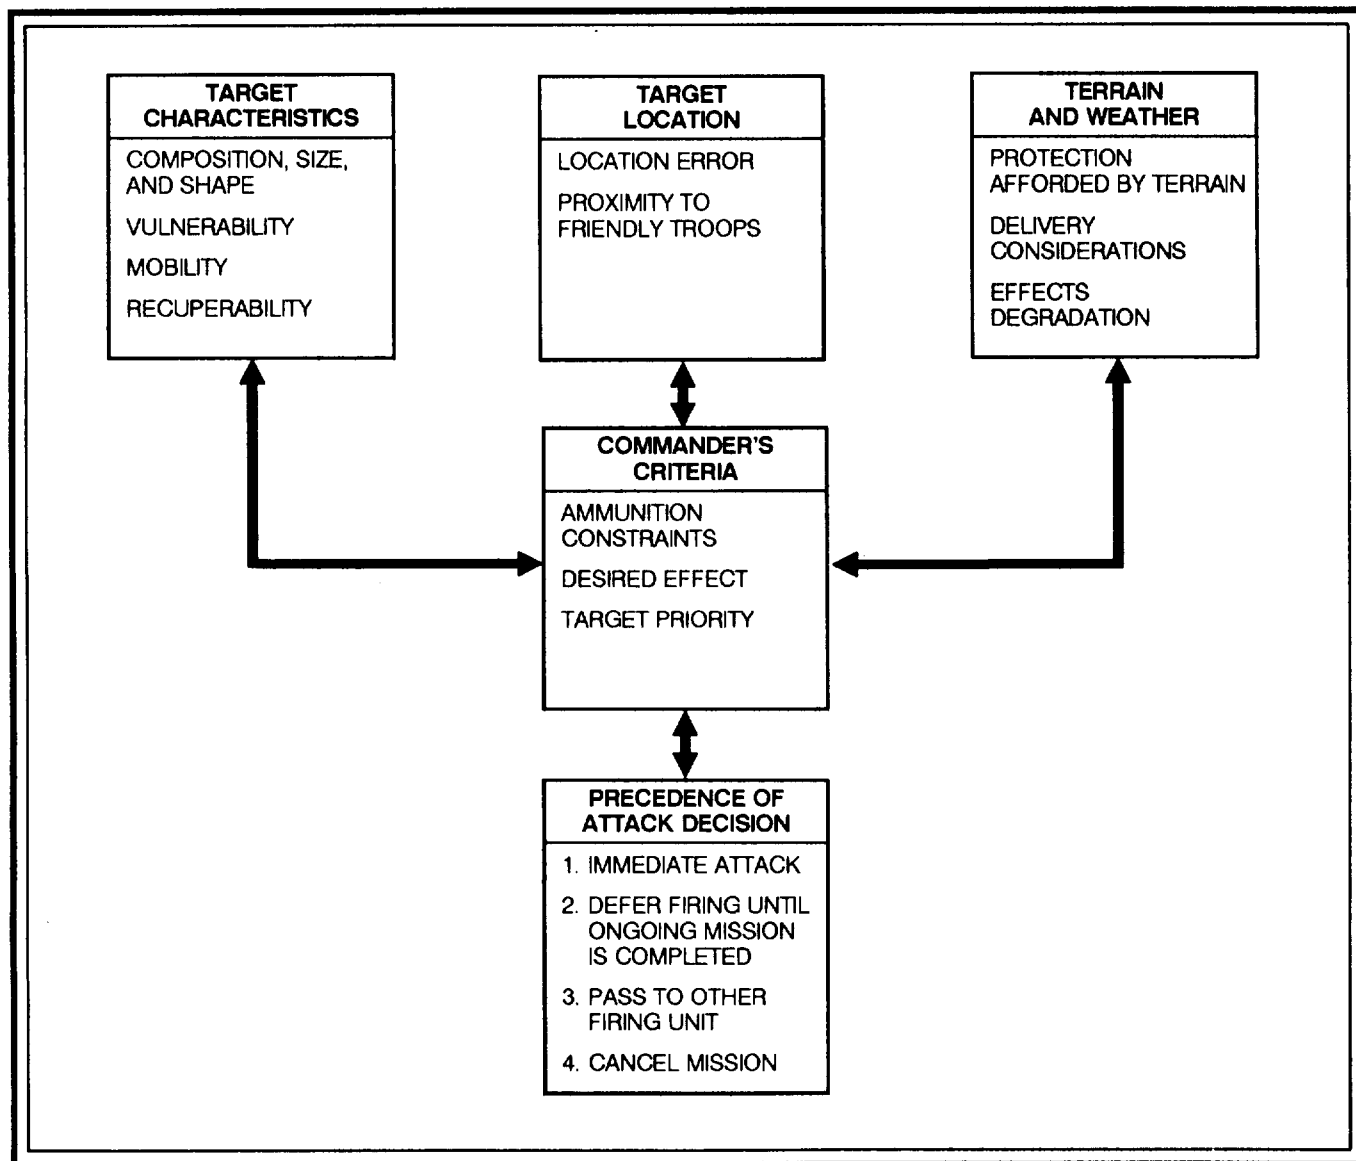 TARGET
CHARACTERISTICS
COMPOSITION, SIZE,
AND SHAPE
VULNERABILITY
MOBILITY
RECUPERABILITY
TARGET
LOCATION
LOCATION ERROR
PROXIMITY TO
FRIENDLY TROOPS
TERRAIN
AND WEATHER
PROTECTION
AFFORDED BY TERRAIN
DELIVERY
CONSIDERATIONS
EFFECTS
DEGRADATION
COMMANDER'S
CRITERIA
AMMUNITION
CONSTRAINTS
DESIRED EFFECT
TARGET PRIORITY
PRECEDENCE OF
ATTACK DECISION
1. IMMEDIATE ATTACK
2. DEFER FIRING UNTIL
ONGOING MISSION
IS COMPLETED
3. PASS TO OTHER
FIRING UNIT
4. CANCEL MISSION